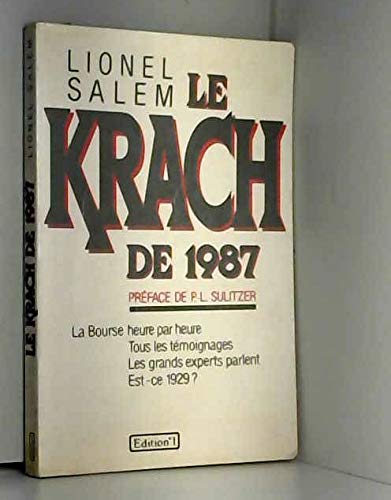 LIONEL
SALEM
LE
KRACH
DE 1987
PRÉFACE DE P.-L. SULITZER
La Bourse heure par heure
Tous les témoignages
Les grands experts parlent
Est-ce 1929 ?
Edition°1
LE KRACH DE 1987 LIONEL SALEM